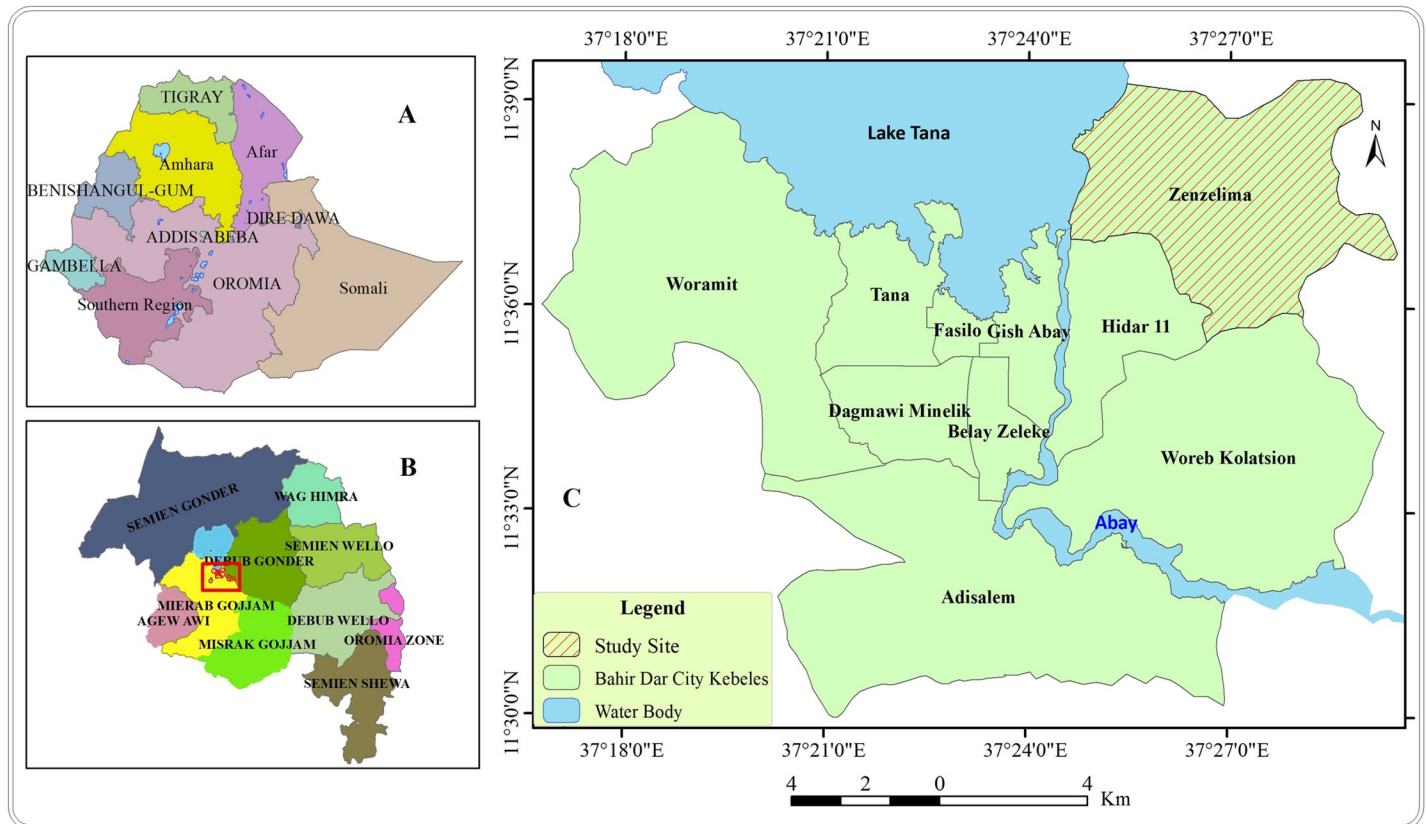 A
TIGRAY
Amhara
Afar
BENISHANGUL-GUM
DIRE DAWA
ADDIS ABEBA
GAMBELLA
OROMIA
Somali
Southern Region
B
SEMIEN GONDER
WAG HIMRA
SEMIEN WELLO
DEBUB GONDER
MIERAB GOJJAM
AGEW AWI
DEBUB WELLO
OROMIA ZONE
MISRAK GOJJAM
SEMIEN SHEWA
37°18'0"E 37°21'0"E 37°24'0"E 37°27'0"E
11°39'0"N
11°36'0"N
11°33'0"N
11°30'0"N
N
Lake Tana
Zenzelima
Woramit
Tana
Fasilo Gish Abay
Hidar 11
Dagmawi Minelik
Belay Zeleke
Woreb Kolatsion
C
Abay
Adisalem
Legend
Study Site
Bahir Dar City Kebeles
Water Body
37°18'0"E 37°21'0"E 37°24'0"E 37°27'0"E
4 2 0 4
Km